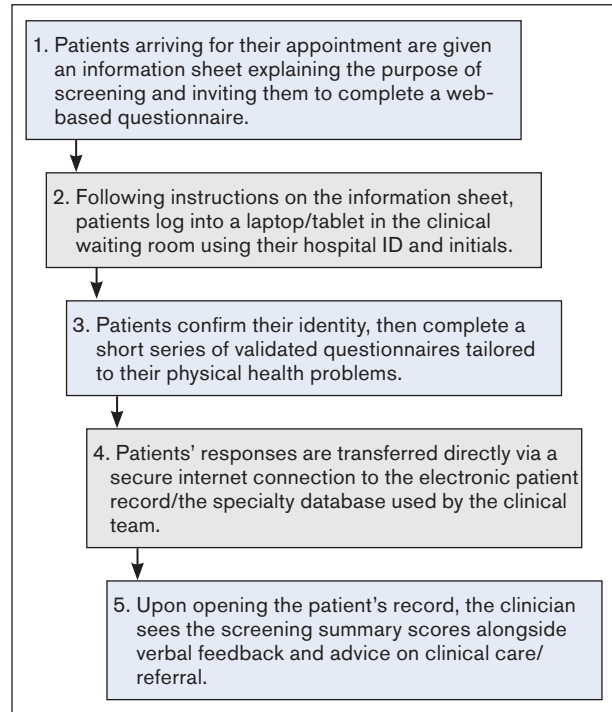 1. Patients arriving for their appointment are given
an information sheet explaining the purpose of
screening and inviting them to complete a web-
based questionnaire.
2. Following instructions on the information sheet,
patients log into a laptop/tablet in the clinical
waiting room using their hospital ID and initials.
3. Patients confirm their identity, then complete a
short series of validated questionnaires tailored
to their physical health problems.
4. Patients’ responses are transferred directly via a
secure internet connection to the electronic patient
record/the specialty database used by the clinical
team.
5. Upon opening the patient’s record, the clinician
sees the screening summary scores alongside
verbal feedback and advice on clinical care/
referral.